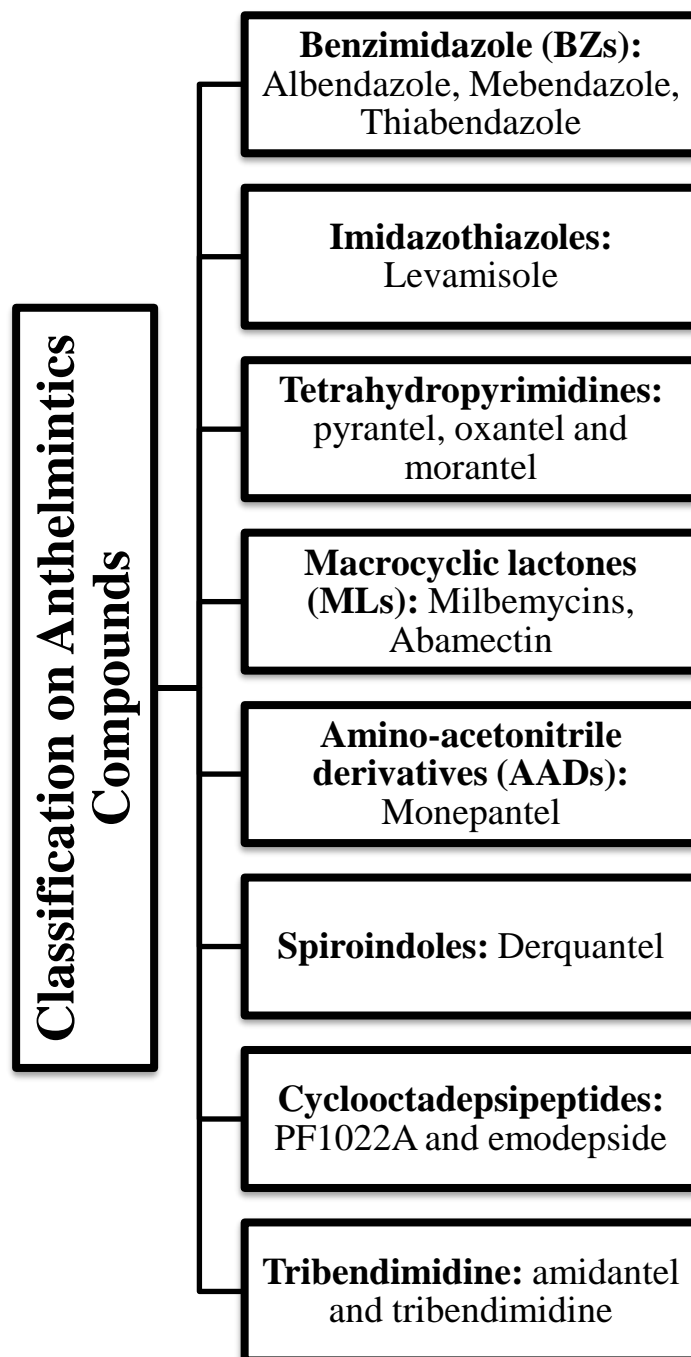 Classification on Anthelmintics
Compounds
Benzimidazole (BZs):
Albendazole, Mebendazole,
Thiabendazole
Imidazothiazoles:
Levamisole
Tetrahydropyrimidines:
pyrantel, oxantel and
morantel
Macrocyclic lactones
(MLs): Milbemycins,
Abamectin
Amino-acetonitrile
derivatives (AADs):
Monepantel
Spiroindoles: Derquantel
Cyclooctadepsipeptides:
PF1022A and emodepside
Tribendimidine: amidantel
and tribendimidine